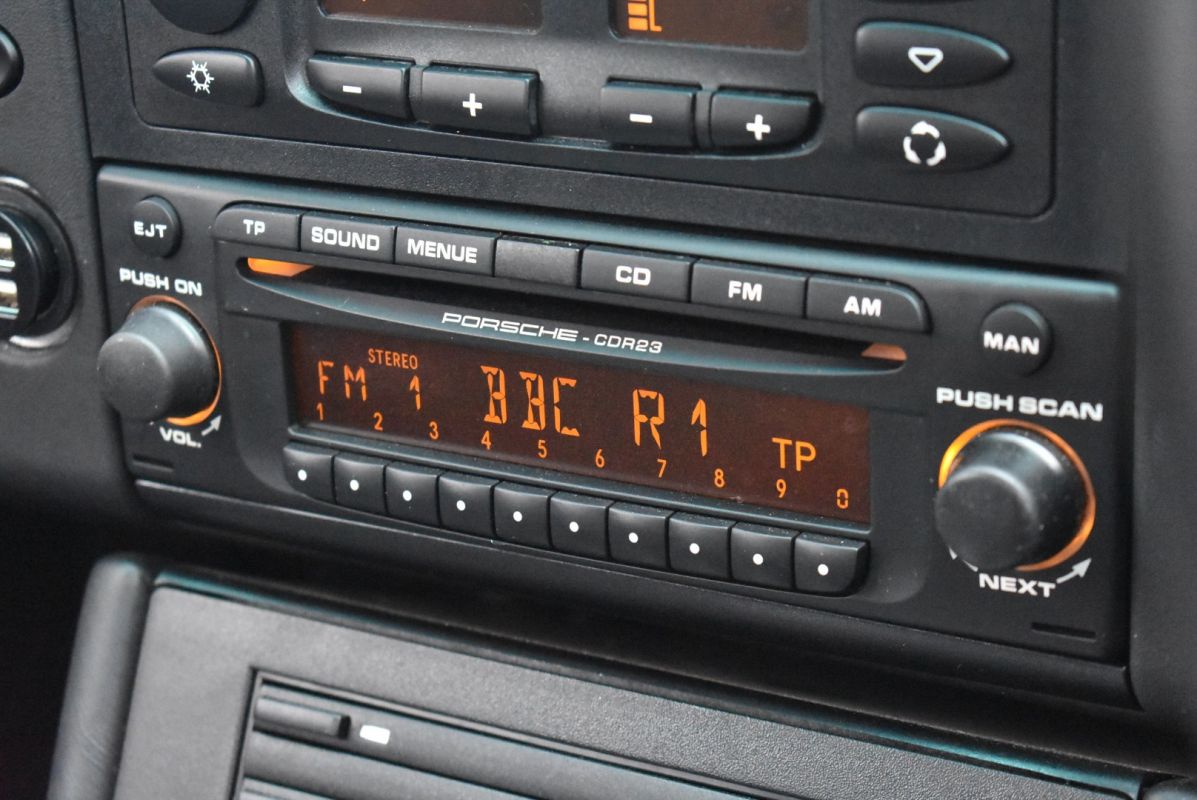 EJT
TP SOUND MENUE CD FM AM
MAN
PUSH ON
PORSCHE - CDR23
PUSH SCAN
STEREO
FM 1 BBC R1 TP
1 2 3 4 5 6 7 8 9 0
VOL.
NEXT